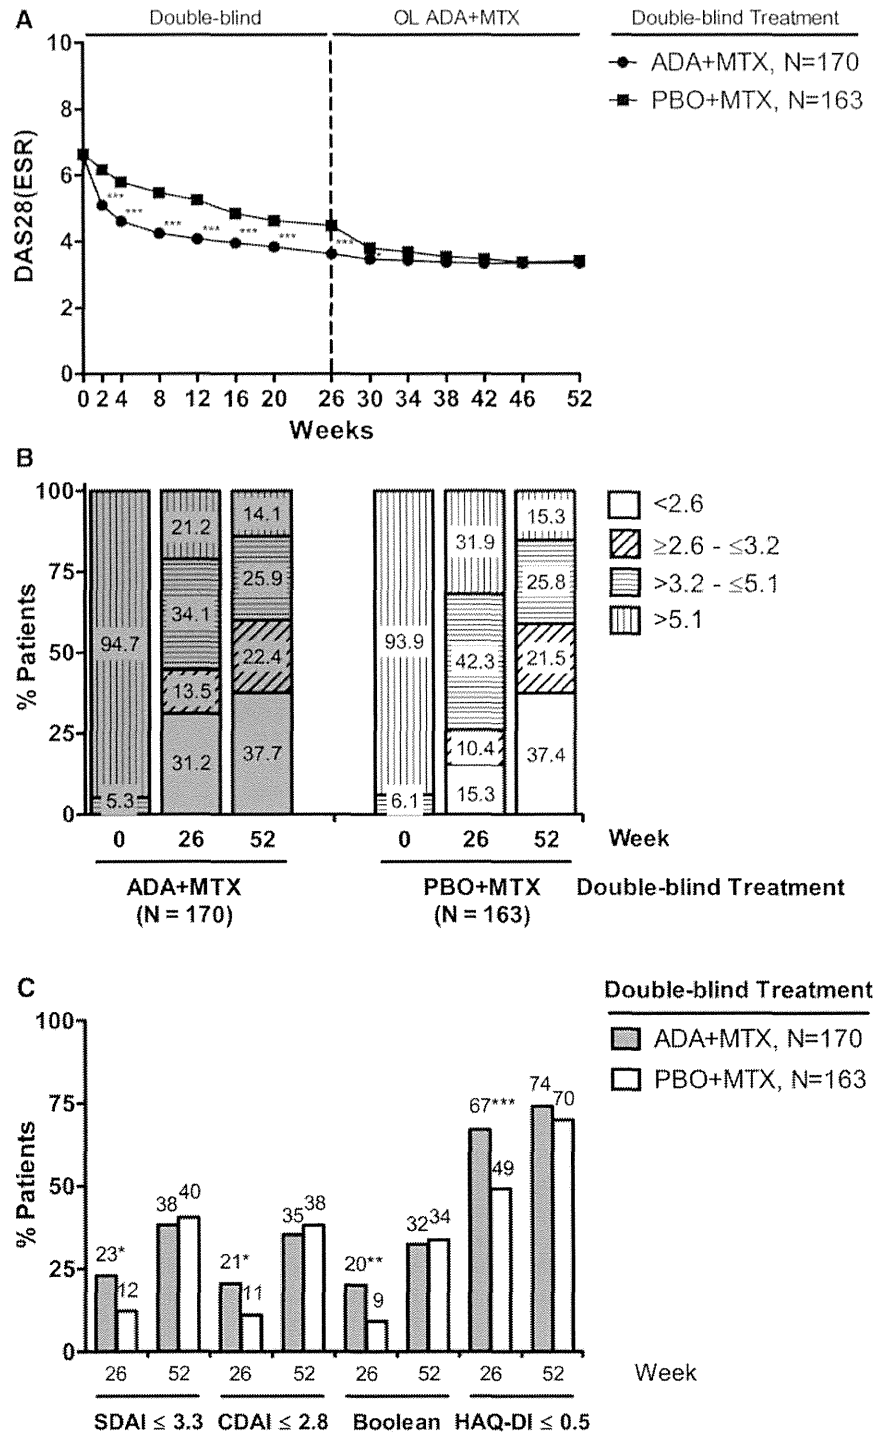 A
Double-blind
OL ADA+MTX
Double-blind Treatment
ADA+MTX, N=170
PBO+MTX, N=163
DAS28(ESR)
10
8
6
4
2
0
***
***
***
***
***
***
***
*
0 2 4 8 12 16 20 26 30 34 38 42 46 52
Weeks
B
% Patients
100
75
50
25
0
94.7
5.3
21.2
34.1
13.5
31.2
14.1
25.9
22.4
37.7
93.9
6.1
31.9
42.3
10.4
15.3
15.3
25.8
21.5
37.4
<2.6
≥2.6 - ≤3.2
>3.2 - ≤5.1
>5.1
0 26 52 0 26 52 Week
ADA+MTX PBO+MTX Double-blind Treatment
(N = 170) (N = 163)
C
Double-blind Treatment
ADA+MTX, N=170
PBO+MTX, N=163
% Patients
100
75
50
25
0
23*
12
38
40
21*
11
35
38
20**
9
32
34
67***
49
74
70
26 52 26 52 26 52 26 52 Week
SDAI ≤ 3.3 CDAI ≤ 2.8 Boolean HAQ-DI ≤ 0.5